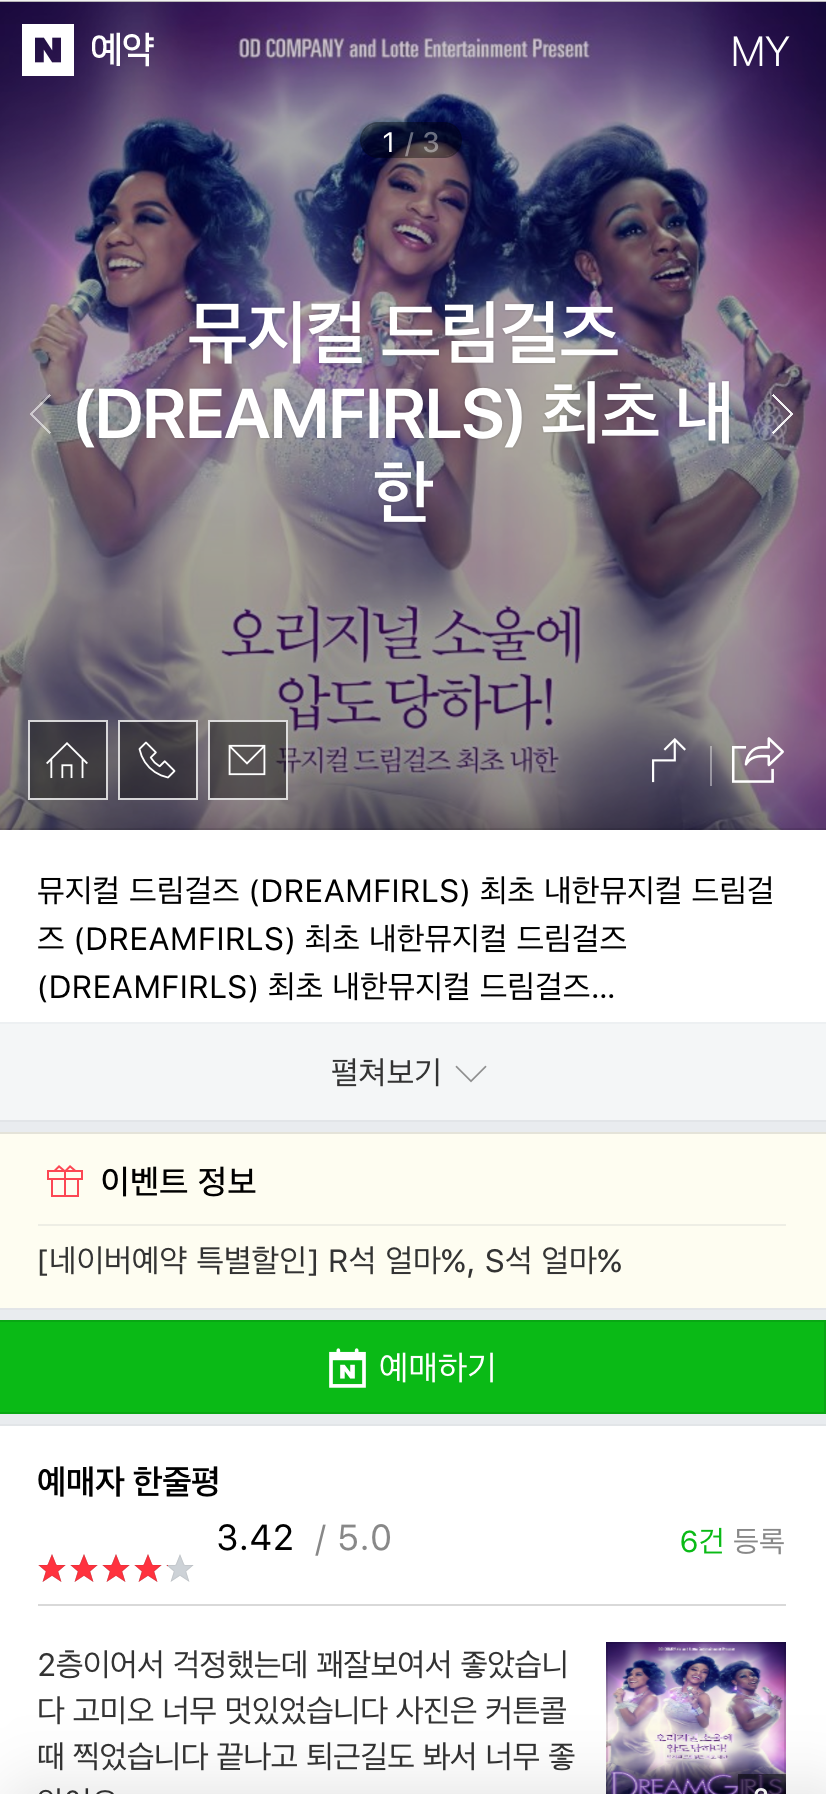 N 예약
OD COMPANY and Lotte Entertainment Present
MY
1 / 3
뮤지컬 드림걸즈
(DREAMFIRLS) 최초 내
한
오리지널 소울에
압도당하다!
뮤지컬 드림걸즈 최초 내한
뮤지컬 드림걸즈 (DREAMFIRLS) 최초 내한뮤지컬 드림걸
즈 (DREAMFIRLS) 최초 내한뮤지컬 드림걸즈
(DREAMFIRLS) 최초 내한뮤지컬 드림걸즈...
펼쳐보기
이벤트 정보
[네이버예약 특별할인] R석 얼마%, S석 얼마%
N 예매하기
예매자 한줄평
3.42 / 5.0
6건 등록
2층이어서 걱정했는데 꽤잘보여서 좋았습니
다 고미오 너무 멋있었습니다 사진은 커튼콜
때 찍었습니다 끝나고 퇴근길도 봐서 너무 좋
오리지널 소울에
압도당하다!
DREAMGIRLS